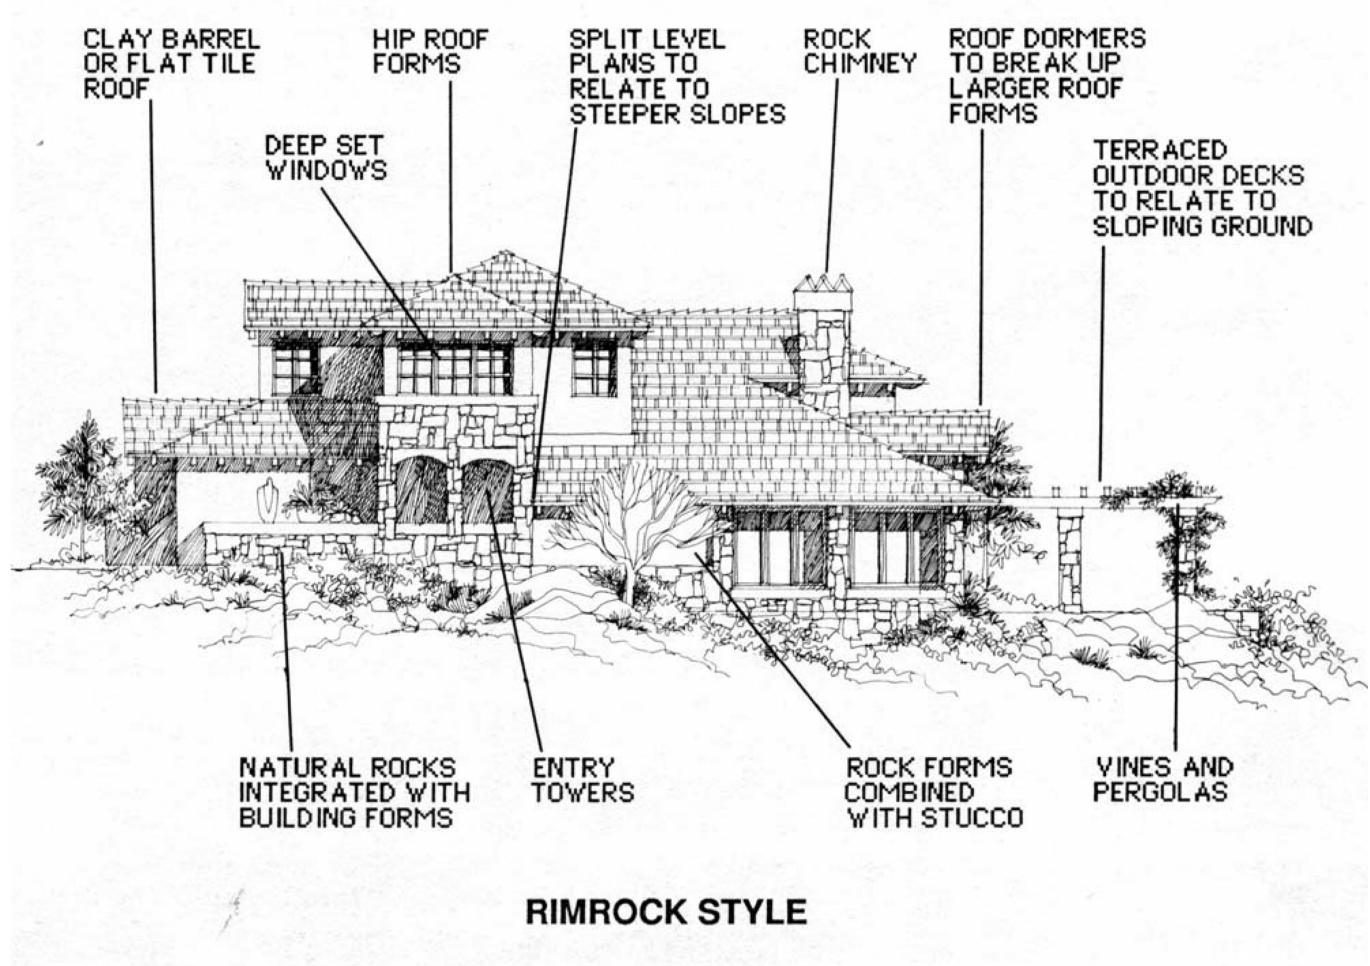 CLAY BARREL
OR FLAT TILE
ROOF
HIP ROOF
FORMS
SPLIT LEVEL
PLANS TO
RELATE TO
STEEPER SLOPES
ROCK
CHIMNEY
ROOF DORMERS
TO BREAK UP
LARGER ROOF
FORMS
DEEP SET
WINDOWS
TERRACED
OUTDOOR DECKS
TO RELATE TO
SLOPING GROUND
NATURAL ROCKS
INTEGRATED WITH
BUILDING FORMS
ENTRY
TOWERS
ROCK FORMS
COMBINED
WITH STUCCO
VINES AND
PERGOLAS
RIMROCK STYLE